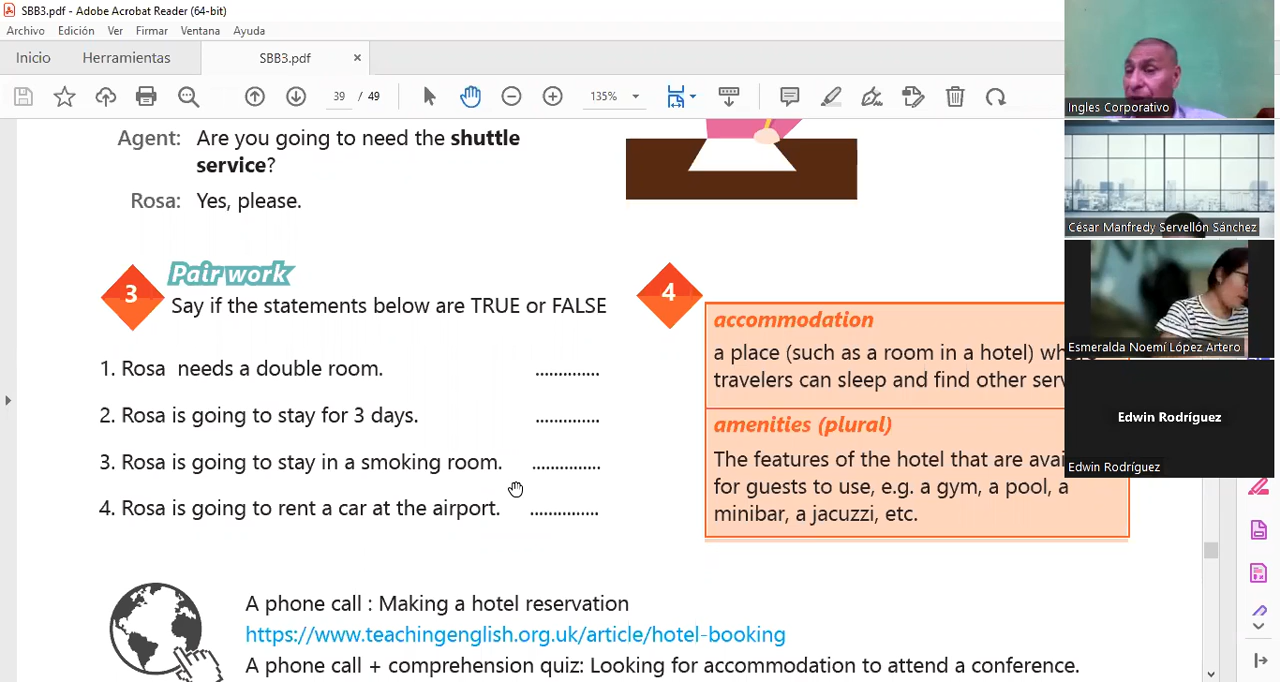 SBB3.pdf - Adobe Acrobat Reader (64-bit)
Archivo Edición Ver Firmar Ventana Ayuda
Inicio Herramientas SBB3.pdf ×
39 / 49 135%
Agent: Are you going to need the shuttle
service?
Rosa: Yes, please.
3
Pair work
Say if the statements below are TRUE or FALSE
1. Rosa needs a double room. .............
2. Rosa is going to stay for 3 days. .............
3. Rosa is going to stay in a smoking room. ..............
4. Rosa is going to rent a car at the airport. ..............
4
accommodation
a place (such as a room in a hotel)
travelers can sleep and find other
amenities (plural)
The features of the hotel that are
for guests to use, e.g. a gym, a pool, a
minibar, a jacuzzi, etc.
A phone call : Making a hotel reservation
https://www.teachingenglish.org.uk/article/hotel-booking
A phone call + comprehension quiz: Looking for accommodation to attend a conference.
Ingles Corporativo
César Manfredy Servellón Sánchez
Esmeralda Noemí López Artero
Edwin Rodríguez
Edwin Rodríguez